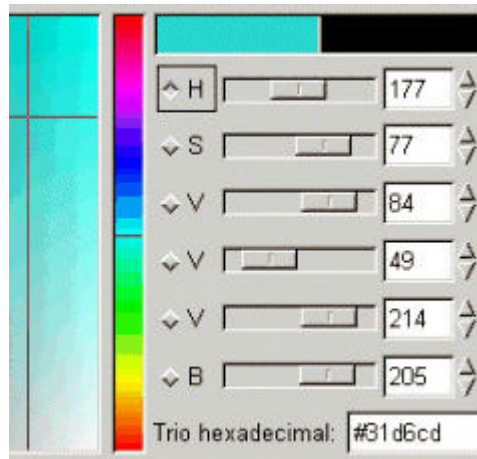 H 177
S 77
V 84
V 49
V 214
B 205
Trio hexadecimal: #31d6cd